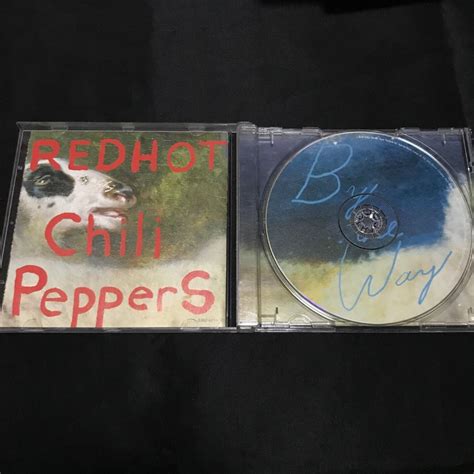 REDHOT
Chili
PeppeRS
By
the
Way